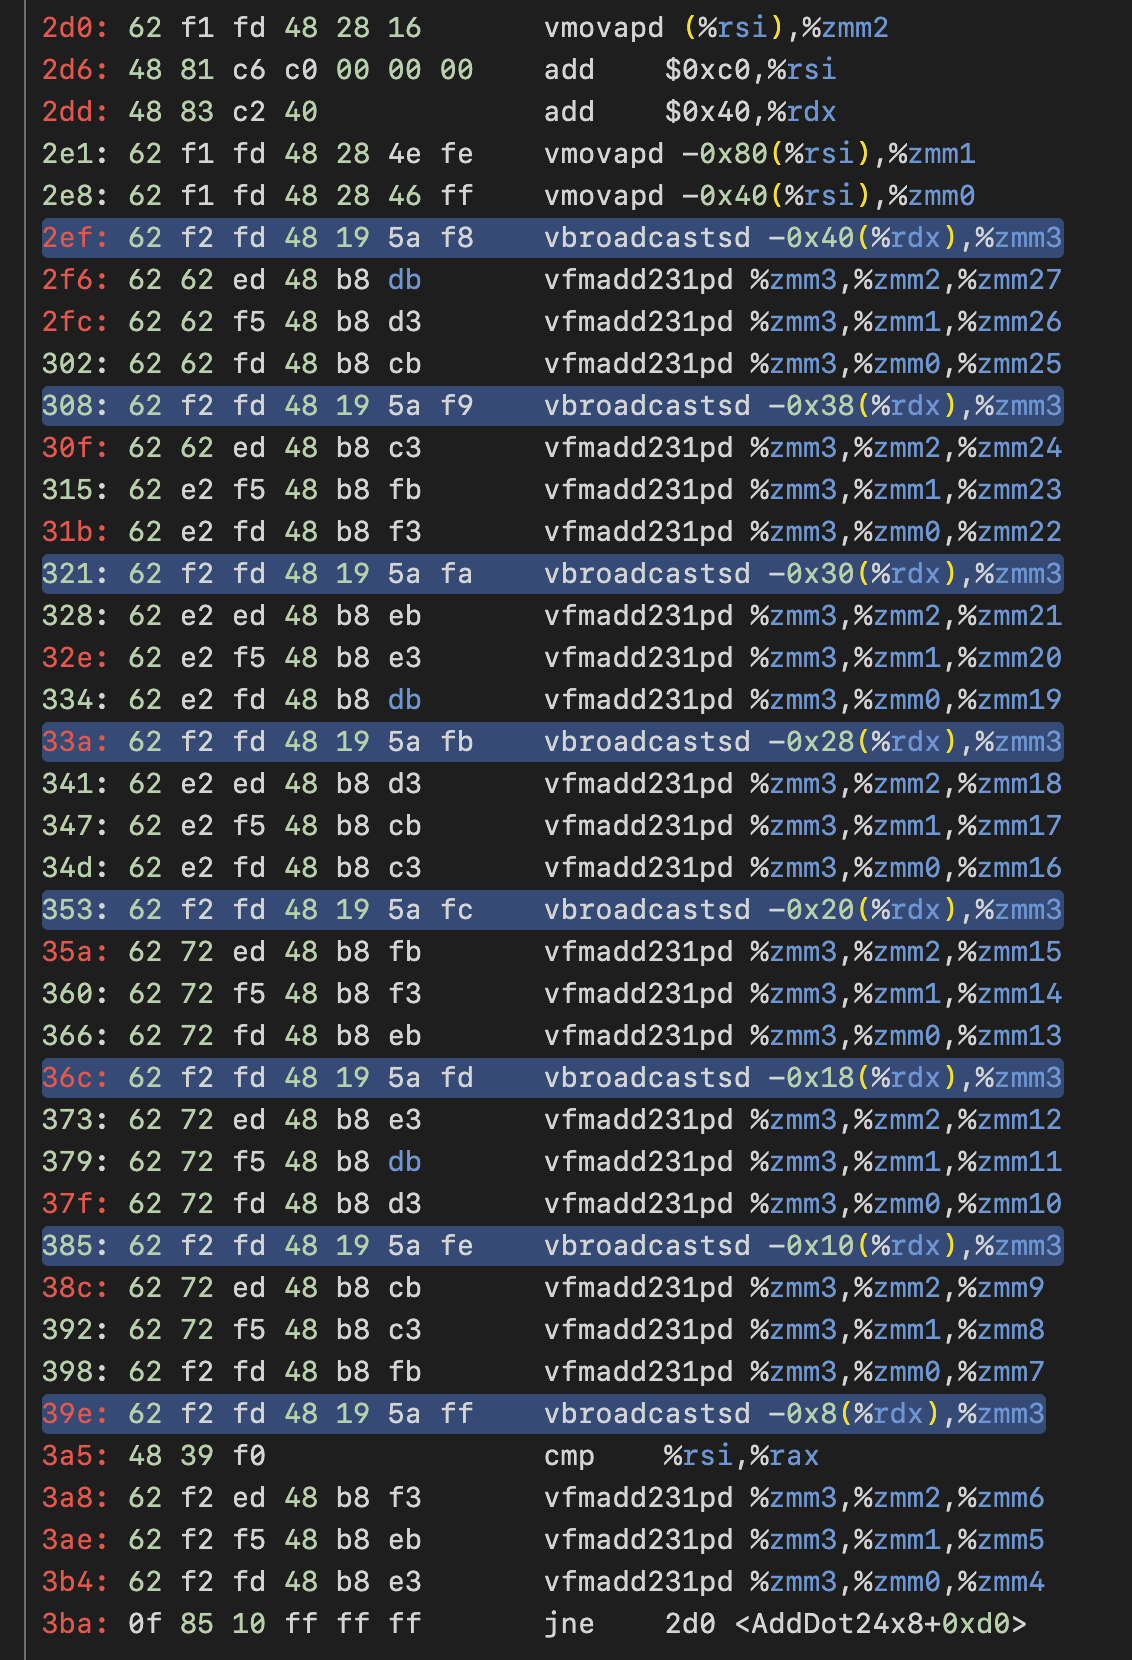 2d0: 62 f1 fd 48 28 16 vmovapd (%rsi),%zmm2
2d6: 48 81 c6 c0 00 00 00 add $0xc0,%rsi
2dd: 48 83 c2 40 add $0x40,%rdx
2e1: 62 f1 fd 48 28 4e fe vmovapd -0x80(%rsi),%zmm1
2e8: 62 f1 fd 48 28 46 ff vmovapd -0x40(%rsi),%zmm0
2ef: 62 f2 fd 48 19 5a f8 vbroadcastsd -0x40(%rdx),%zmm3
2f6: 62 62 ed 48 b8 db vfmadd231pd %zmm3,%zmm2,%zmm27
2fc: 62 62 f5 48 b8 d3 vfmadd231pd %zmm3,%zmm1,%zmm26
302: 62 62 fd 48 b8 cb vfmadd231pd %zmm3,%zmm0,%zmm25
308: 62 f2 fd 48 19 5a f9 vbroadcastsd -0x38(%rdx),%zmm3
30f: 62 62 ed 48 b8 c3 vfmadd231pd %zmm3,%zmm2,%zmm24
315: 62 e2 f5 48 b8 fb vfmadd231pd %zmm3,%zmm1,%zmm23
31b: 62 e2 fd 48 b8 f3 vfmadd231pd %zmm3,%zmm0,%zmm22
321: 62 f2 fd 48 19 5a fa vbroadcastsd -0x30(%rdx),%zmm3
328: 62 e2 ed 48 b8 eb vfmadd231pd %zmm3,%zmm2,%zmm21
32e: 62 e2 f5 48 b8 e3 vfmadd231pd %zmm3,%zmm1,%zmm20
334: 62 e2 fd 48 b8 db vfmadd231pd %zmm3,%zmm0,%zmm19
33a: 62 f2 fd 48 19 5a fb vbroadcastsd -0x28(%rdx),%zmm3
341: 62 e2 ed 48 b8 d3 vfmadd231pd %zmm3,%zmm2,%zmm18
347: 62 e2 f5 48 b8 cb vfmadd231pd %zmm3,%zmm1,%zmm17
34d: 62 e2 fd 48 b8 c3 vfmadd231pd %zmm3,%zmm0,%zmm16
353: 62 f2 fd 48 19 5a fc vbroadcastsd -0x20(%rdx),%zmm3
35a: 62 72 ed 48 b8 fb vfmadd231pd %zmm3,%zmm2,%zmm15
360: 62 72 f5 48 b8 f3 vfmadd231pd %zmm3,%zmm1,%zmm14
366: 62 72 fd 48 b8 eb vfmadd231pd %zmm3,%zmm0,%zmm13
36c: 62 f2 fd 48 19 5a fd vbroadcastsd -0x18(%rdx),%zmm3
373: 62 72 ed 48 b8 e3 vfmadd231pd %zmm3,%zmm2,%zmm12
379: 62 72 f5 48 b8 db vfmadd231pd %zmm3,%zmm1,%zmm11
37f: 62 72 fd 48 b8 d3 vfmadd231pd %zmm3,%zmm0,%zmm10
385: 62 f2 fd 48 19 5a fe vbroadcastsd -0x10(%rdx),%zmm3
38c: 62 72 ed 48 b8 cb vfmadd231pd %zmm3,%zmm2,%zmm9
392: 62 72 f5 48 b8 c3 vfmadd231pd %zmm3,%zmm1,%zmm8
398: 62 f2 fd 48 b8 fb vfmadd231pd %zmm3,%zmm0,%zmm7
39e: 62 f2 fd 48 19 5a ff vbroadcastsd -0x8(%rdx),%zmm3
3a5: 48 39 f0 cmp %rsi,%rax
3a8: 62 f2 ed 48 b8 f3 vfmadd231pd %zmm3,%zmm2,%zmm6
3ae: 62 f2 f5 48 b8 eb vfmadd231pd %zmm3,%zmm1,%zmm5
3b4: 62 f2 fd 48 b8 e3 vfmadd231pd %zmm3,%zmm0,%zmm4
3ba: 0f 85 10 ff ff ff jne 2d0 <AddDot24x8+0xd0>